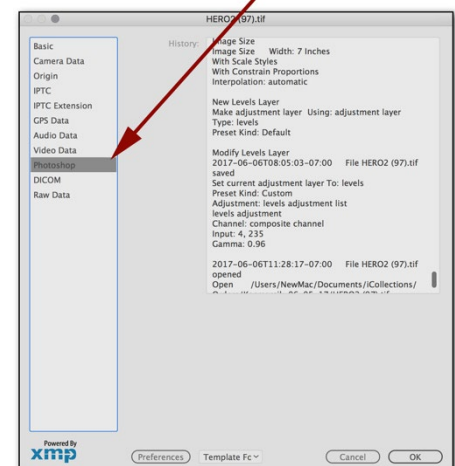 HERO2 (97).tif
Basic
Camera Data
Origin
IPTC
IPTC Extension
GPS Data
Audio Data
Video Data
Photoshop
DICOM
Raw Data
History:
Image Size
Image Size Width: 7 Inches
With Scale Styles
With Constrain Proportions
Interpolation: automatic
New Levels Layer
Make adjustment layer Using: adjustment layer
Type: levels
Preset Kind: Default
Modify Levels Layer
2017-06-06T08:05:03-07:00 File HERO2 (97).tif
saved
Set current adjustment layer To: levels
Preset Kind: Custom
Adjustment: levels adjustment list
levels adjustment
Channel: composite channel
Input: 4, 235
Gamma: 0.96
2017-06-06T11:28:17-07:00 File HERO2 (97).tif
opened
Open /Users/NewMac/Documents/iCollections/
Powered By
xmp
Preferences
Template Fc
Cancel
OK